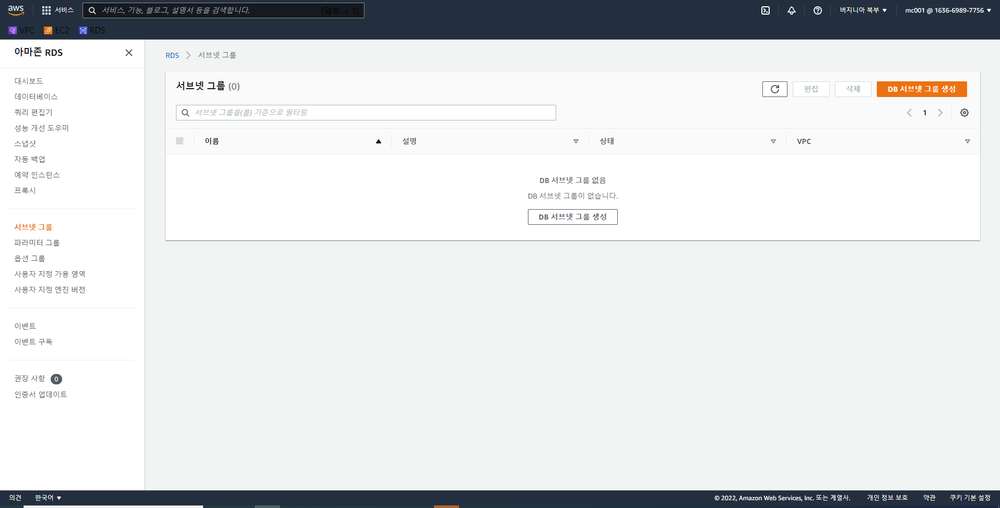 aws 서비스 서비스, 기능, 블로그, 설명서 등을 검색합니다. [알트 + S] 버지니아 북부 mc001 @ 1636-6989-7756
VPC EC2 RDS
아마존 RDS
대시보드
데이터베이스
쿼리 편집기
성능 개선 도우미
스냅샷
자동 백업
예약 인스턴스
프록시
서브넷 그룹
파라미터 그룹
옵션 그룹
사용자 지정 가용 영역
사용자 지정 엔진 버전
이벤트
이벤트 구독
권장 사항 0
인증서 업데이트
RDS 서브넷 그룹
서브넷 그룹 (0)
편집 삭제 DB 서브넷 그룹 생성
서브넷 그룹을(를) 기준으로 필터링
1
이름 설명 상태 VPC
DB 서브넷 그룹 없음
DB 서브넷 그룹이 없습니다.
DB 서브넷 그룹 생성
의견 한국어 © 2022, Amazon Web Services, Inc. 또는 계열사. 개인 정보 보호 약관 쿠키 기본 설정